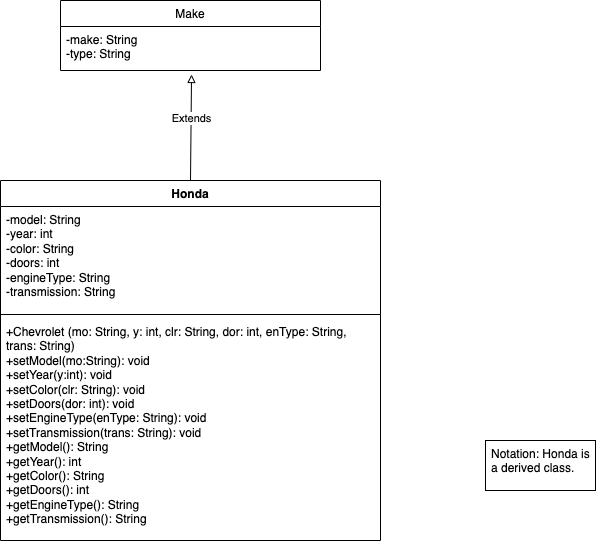 Make
-make: String
-type: String
Extends
Honda
-model: String
-year: int
-color: String
-doors: int
-engineType: String
-transmission: String
+Chevrolet (mo: String, y: int, clr: String, dor: int, enType: String,
trans: String)
+setModel(mo:String): void
+setYear(y:int): void
+setColor(clr: String): void
+setDoors(dor: int): void
+setEngineType(enType: String): void
+setTransmission(trans: String): void
+getModel(): String
+getYear(): int
+getColor(): String
+getDoors(): int
+getEngineType(): String
+getTransmission(): String
Notation: Honda is
a derived class.